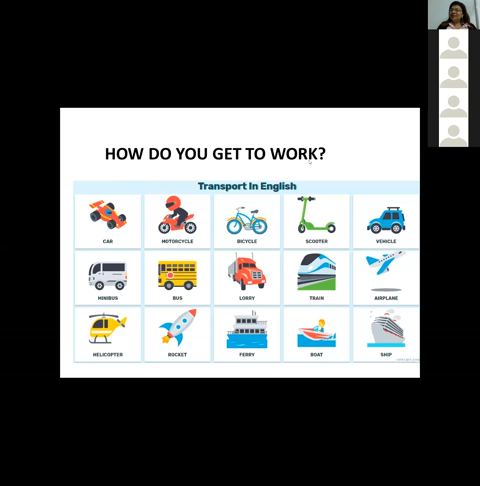 HOW DO YOU GET TO WORK?
Transport In English
CAR MOTORCYCLE BICYCLE SCOOTER VEHICLE
MINIBUS BUS LORRY TRAIN AIRPLANE
HELICOPTER ROCKET FERRY BOAT SHIP